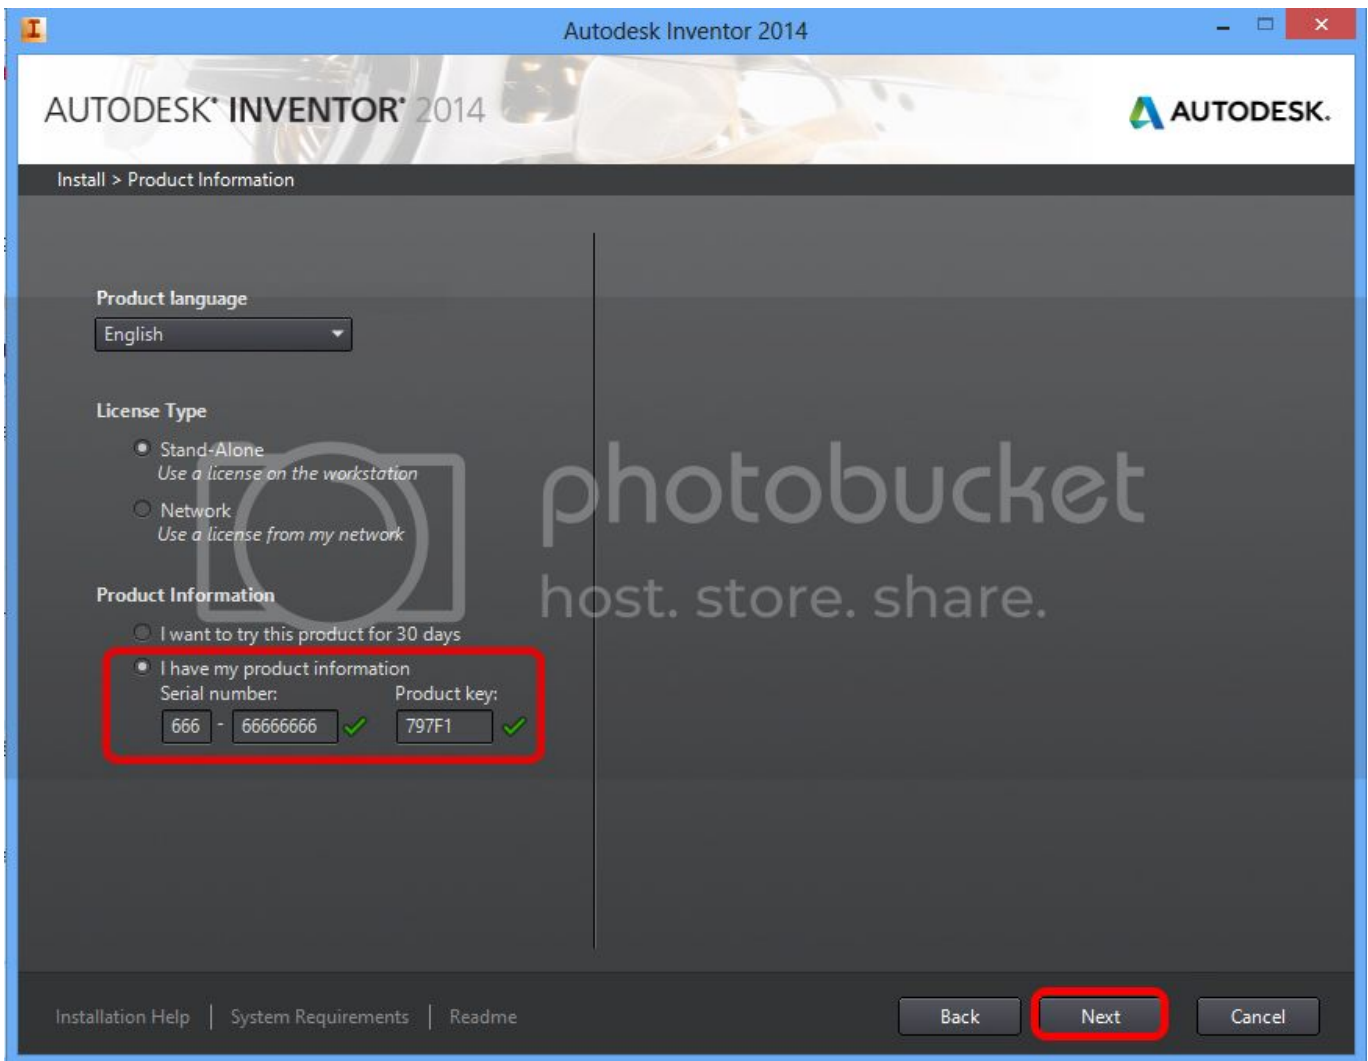 Autodesk Inventor 2014
AUTODESK® INVENTOR® 2014
AUTODESK.
Install > Product Information
Product language
English
License Type
Stand-Alone
Use a license on the workstation
Network
Use a license from my network
photobucket
host. store. share.
Product Information
I want to try this product for 30 days
I have my product information
Serial number: Product key:
666 - 66666666 797F1
Installation Help | System Requirements | Readme
Back Next Cancel